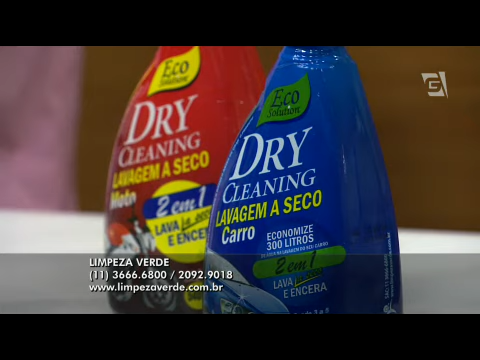 Eco
Solution
DRY
CLEANING
LAVAGEM A SECO
Moto
2 em 1
LAVA
E ENCERA
Eco
Solution
DRY
CLEANING
LAVAGEM A SECO
Carro
ECONOMIZE
300 LITROS
2 em 1
LAVA
E ENCERA
G
LIMPEZA VERDE
(11) 3666.6800 / 2092.9018
www.limpezaverde.com.br